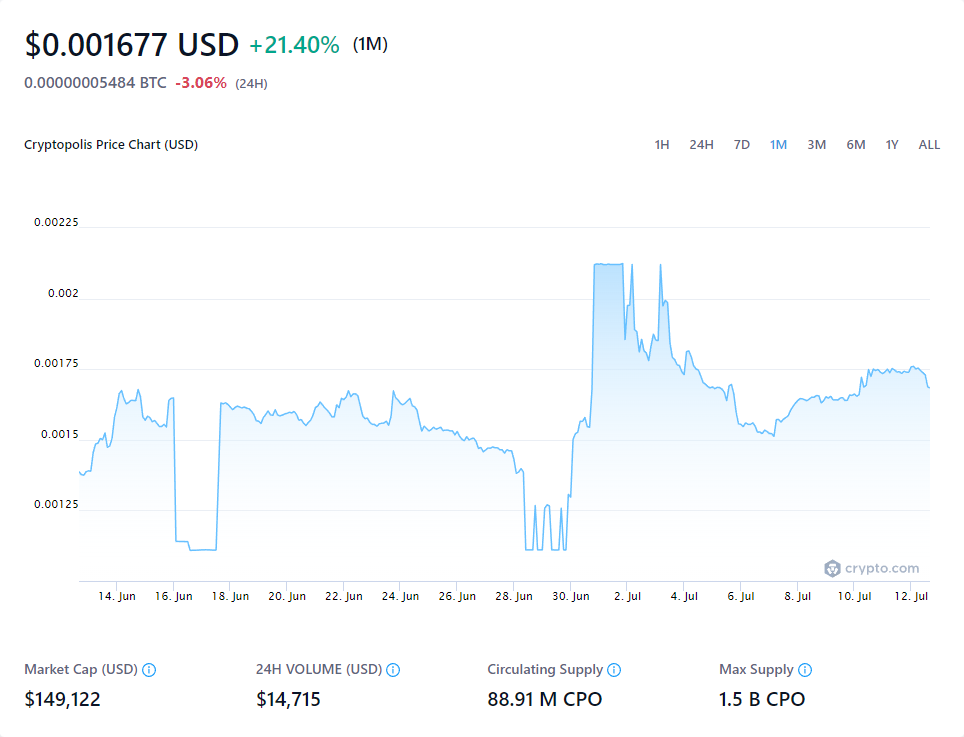 $0.001677 USD +21.40% (1M)
0.00000005484 BTC -3.06% (24H)
Cryptopolis Price Chart (USD) 1H 24H 7D 1M 3M 6M 1Y ALL
0.00225
0.002
0.00175
0.0015
0.00125
crypto.com
14. Jun 16. Jun 18. Jun 20. Jun 22. Jun 24. Jun 26. Jun 28. Jun 30. Jun 2. Jul 4. Jul 6. Jul 8. Jul 10. Jul 12. Jul
Market Cap (USD) 24H VOLUME (USD) Circulating Supply Max Supply
$149,122 $14,715 88.91 M CPO 1.5 B CPO